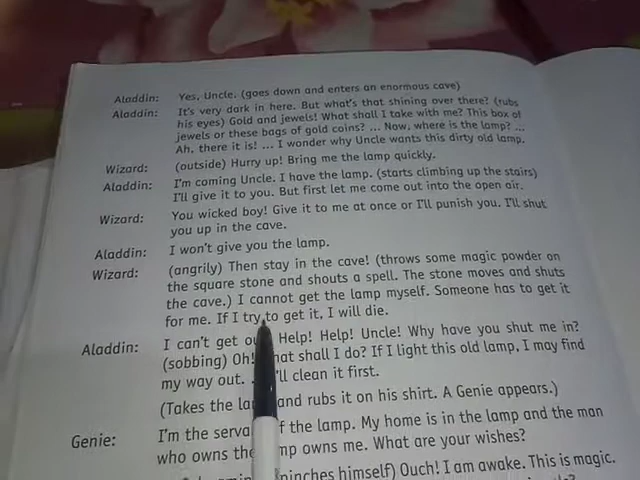 Aladdin: Yes, Uncle. (goes down and enters an enormous cave)
Aladdin: It's very dark in here. But what's that shining over there? (rubs
his eyes) Gold and jewels! What shall I take with me? This box of
jewels or these bags of gold coins? ... Now, where is the lamp? ...
Ah, there it is! ... I wonder why Uncle wants this dirty old lamp.
Wizard: (outside) Hurry up! Bring me the lamp quickly.
Aladdin: I'm coming Uncle. I have the lamp. (starts climbing up the stairs)
I'll give it to you. But first let me come out into the open air.
Wizard: You wicked boy! Give it to me at once or I'll punish you. I'll shut
you up in the cave.
Aladdin: I won't give you the lamp.
Wizard: (angrily) Then stay in the cave! (throws some magic powder on
the square stone and shouts a spell. The stone moves and shuts
the cave.) I cannot get the lamp myself. Someone has to get it
for me. If I try to get it, I will die.
Aladdin: I can't get Help! Help! Uncle! Why have you shut me in?
(sobbing) Oh! shall I do? If I light this old lamp, I may find
my way out. clean it first.
(Takes the and rubs it on his shirt. A Genie appears.)
Genie: I'm the of the lamp. My home is in the lamp and the man
who owns the owns me. What are your wishes?
pinches himself) Ouch! I am awake. This is magic.